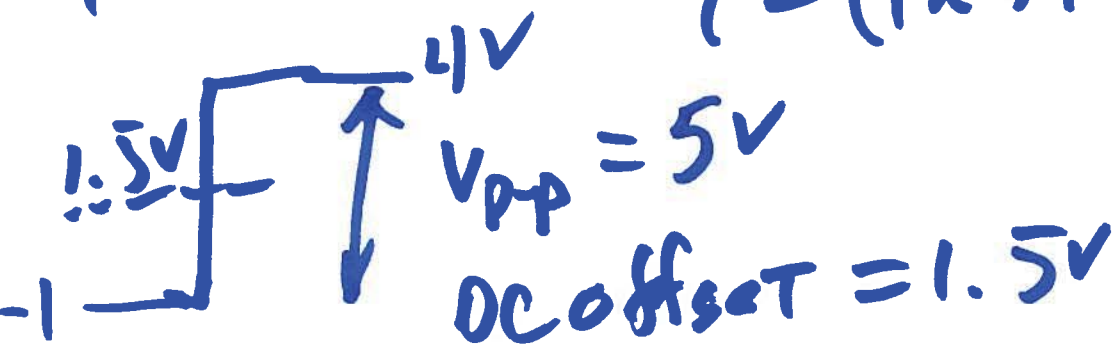 4V
1.5V
Vp-p = 5V
-1
DC offset = 1.5V